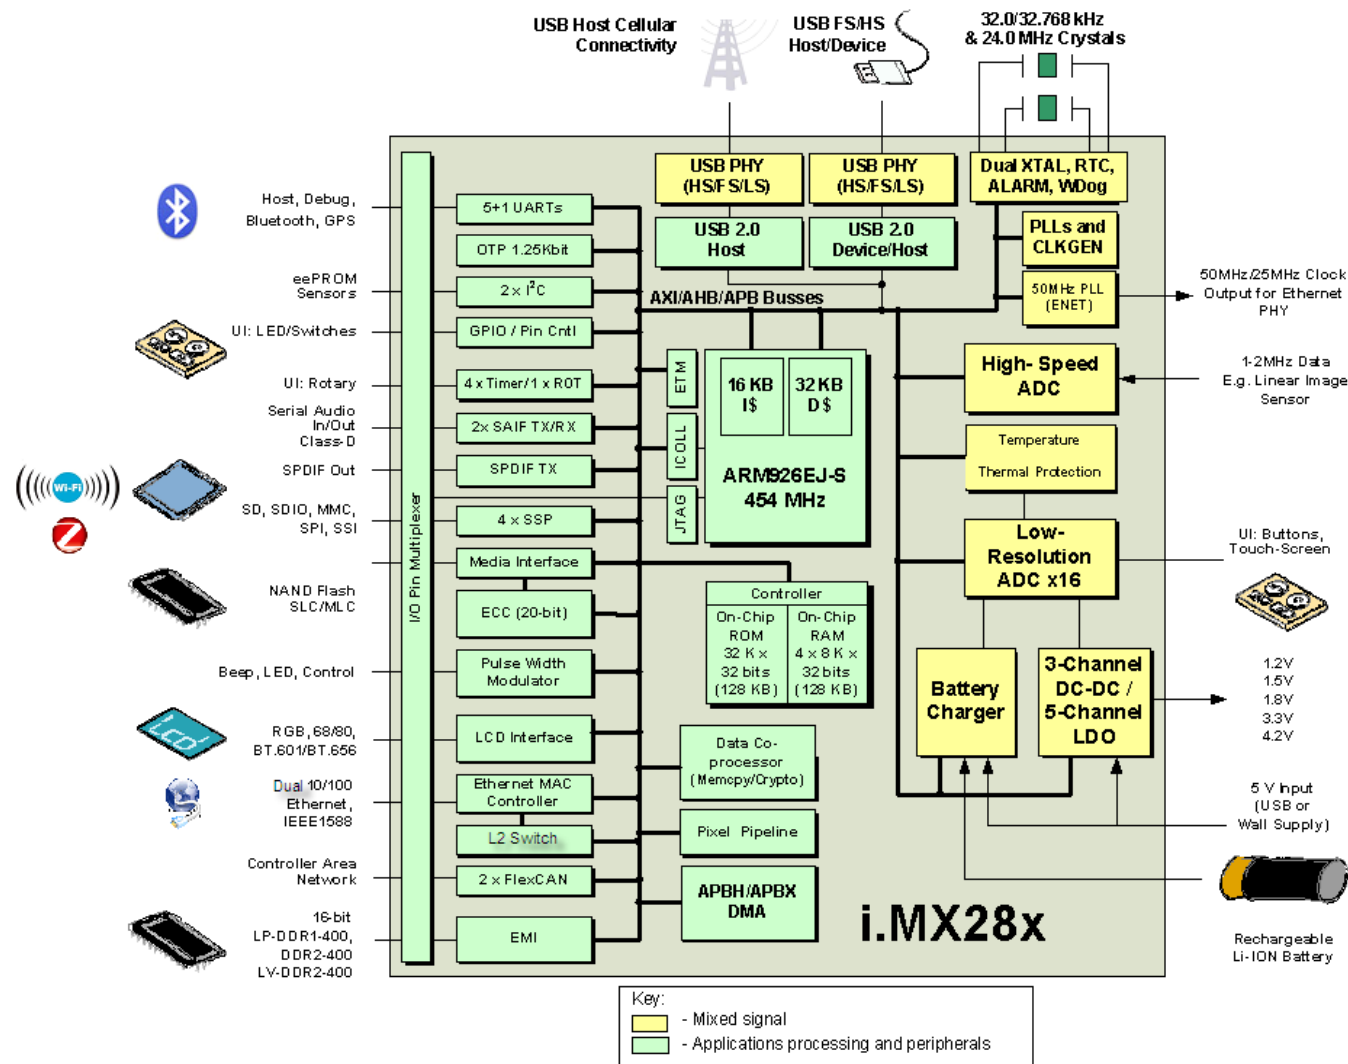 USB Host Cellular
Connectivity
USB FS/HS
Host/Device
32.0/32.768 kHz
& 24.0 MHz Crystals
USB PHY
(HS/FS/LS)
USB PHY
(HS/FS/LS)
Dual XTAL, RTC,
ALARM, WDog
USB 2.0
Host
USB 2.0
Device/Host
PLLs and
CLKGEN
50MHz PLL
(ENET)
50MHz/25MHz Clock
Output for Ethernet
PHY
AXI/AHB/APB Busses
I/O Pin Multiplexer
Host, Debug,
Bluetooth, GPS
5+1 UARTs
OTP 1.25Kbit
eePROM
Sensors
2 x I²C
UI: LED/Switches
GPIO / Pin Cntl
UI: Rotary
4 x Timer/1 x ROT
Serial Audio
In/Out
Class-D
2x SAIF TX/RX
SPDIF Out
SPDIF TX
Wi-Fi
SD, SDIO, MMC,
SPI, SSI
4 x SSP
Media Interface
NAND Flash
SLC/MLC
ECC (20-bit)
Beep, LED, Control
Pulse Width
Modulator
LCD
RGB, 68/80,
BT.601/BT.656
LCD Interface
Dual 10/100
Ethernet,
IEEE1588
Ethernet MAC
Controller
L2 Switch
Controller Area
Network
2 x FlexCAN
16-bit
LP-DDR1-400,
DDR2-400
LV-DDR2-400
EMI
ETM
ICOLL
JTAG
16 KB
I$
32 KB
D$
ARM926EJ-S
454 MHz
Controller
On-Chip
ROM
32 K x
32 bits
(128 KB)
On-Chip
RAM
4 x 8 K x
32 bits
(128 KB)
Data Co-
processor
(Memcpy/Crypto)
Pixel Pipeline
APBH/APBX
DMA
High- Speed
ADC
1-2MHz Data
E.g. Linear Image
Sensor
Temperature
Thermal Protection
Low-
Resolution
ADC x16
UI: Buttons,
Touch-Screen
Battery
Charger
3-Channel
DC-DC /
5-Channel
LDO
1.2V
1.5V
1.8V
3.3V
4.2V
5 V Input
(USB or
Wall Supply)
Rechargeable
Li-ION Battery
i.MX28x
Key:
- Mixed signal
- Applications processing and peripherals